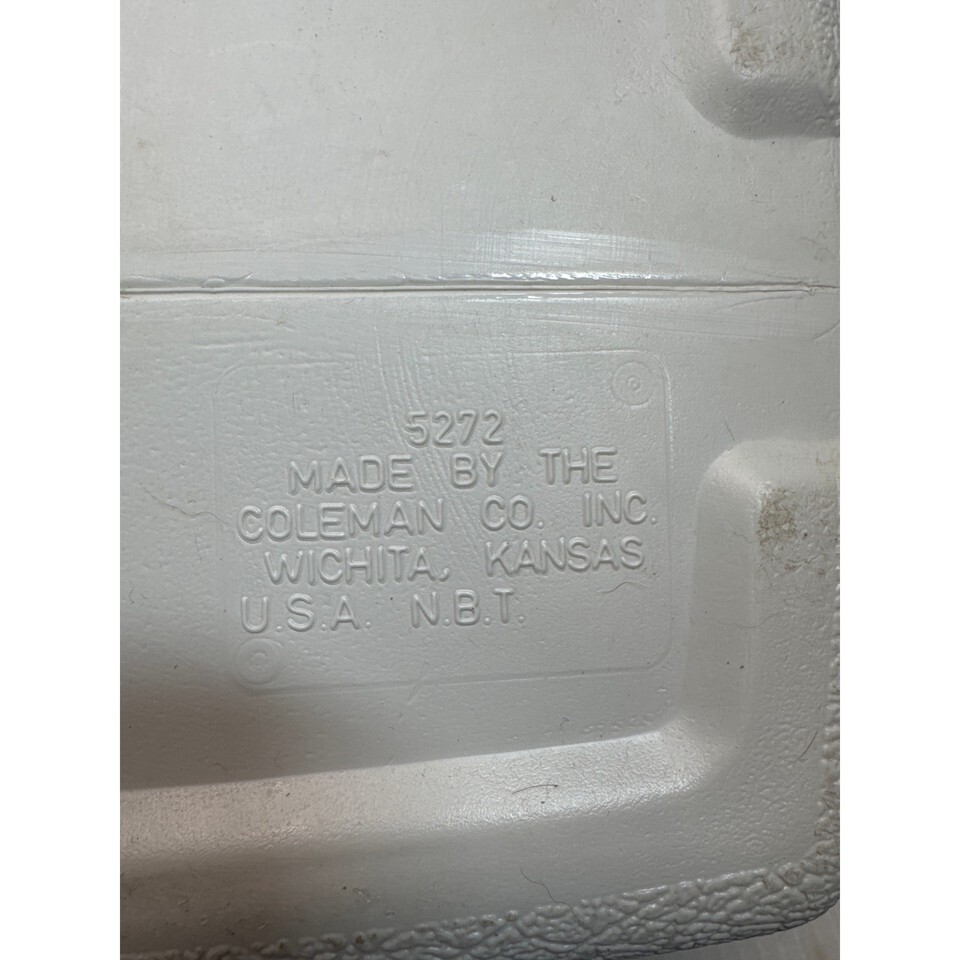 5272
MADE BY THE
COLEMAN CO. INC.
WICHITA, KANSAS
U.S.A. N.B.T.